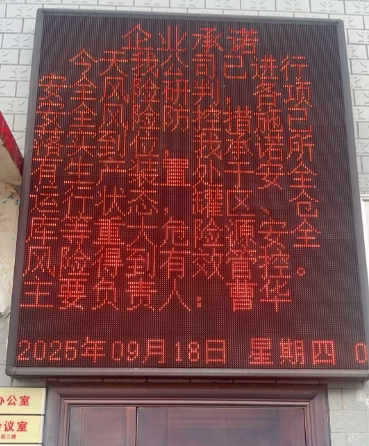 企业承诺
今天我公司已进行
安全风险研判,各项
安全风险防控措施已
落实到位,我承诺所
有生产装置处于安全
运行状态,罐区、仓
库等重大危险源安全
风险得到有效管控。
主要负责人:曹华
2025年09月18日 星期四 0
办公室
议室